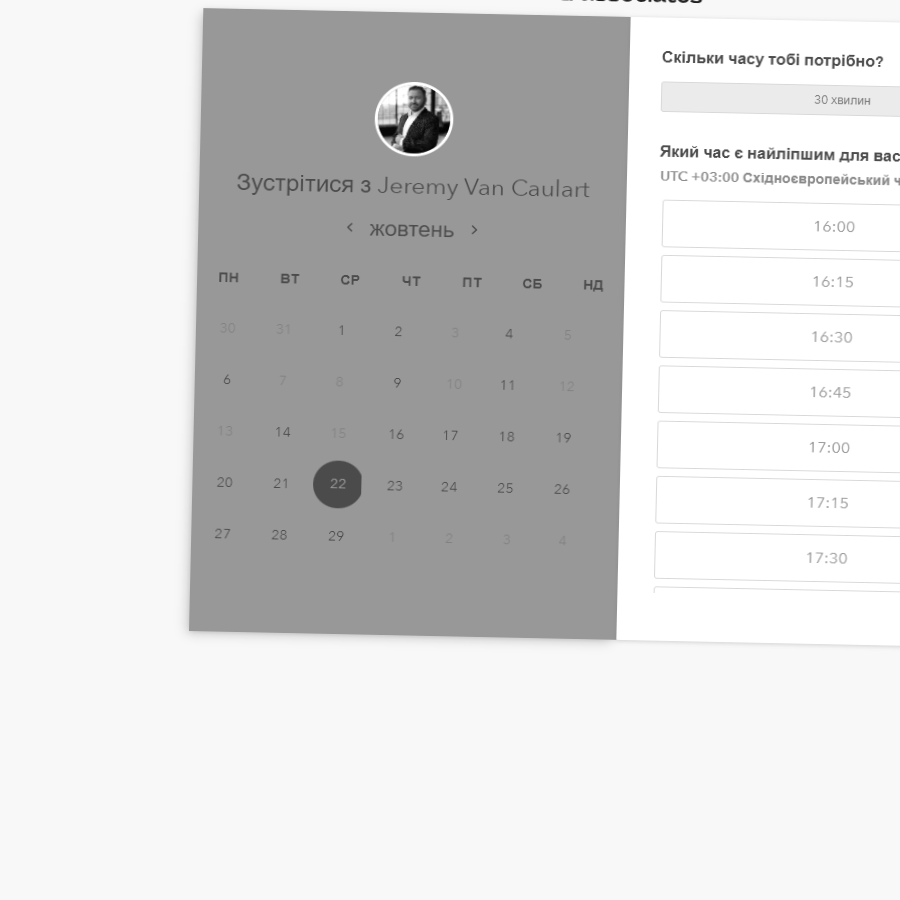 Зустрітися з Jeremy Van Caulart
< жовтень >
ПН ВТ СР ЧТ ПТ СБ НД
30 31 1 2 3 4 5
6 7 8 9 10 11 12
13 14 15 16 17 18 19
20 21 22 23 24 25 26
27 28 29 1 2 3 4
Скільки часу тобі потрібно?
30 хвилин
Який час є найліпшим для вас
UTC +03:00 Східноєвропейський
16:00
16:15
16:30
16:45
17:00
17:15
17:30